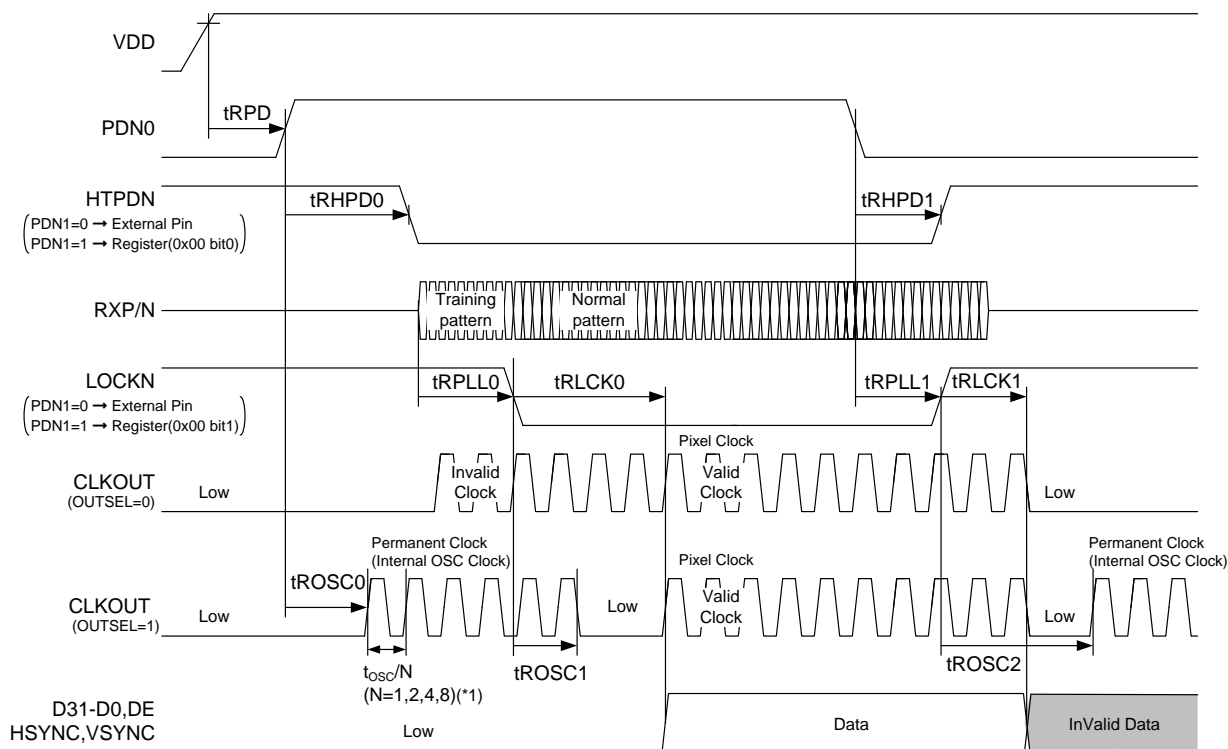 VDD
tRPD
PDN0
HTPDN
(PDN1=0 → External Pin
PDN1=1 → Register(0x00 bit0))
tRHPD0
tRHPD1
RXP/N
Training
pattern
Normal
pattern
LOCKN
(PDN1=0 → External Pin
PDN1=1 → Register(0x00 bit1))
tRPLL0
tRLCK0
tRPLL1
tRLCK1
CLKOUT
(OUTSEL=0)
Low
Invalid
Clock
Pixel Clock
Valid
Clock
Low
Permanent Clock
(Internal OSC Clock)
Pixel Clock
Permanent Clock
(Internal OSC Clock)
tROSC0
CLKOUT
(OUTSEL=1)
Low
Low
Valid
Clock
Low
tOSC/N
(N=1,2,4,8)(*1)
tROSC1
tROSC2
D31-D0,DE
HSYNC,VSYNC
Low
Data
InValid Data